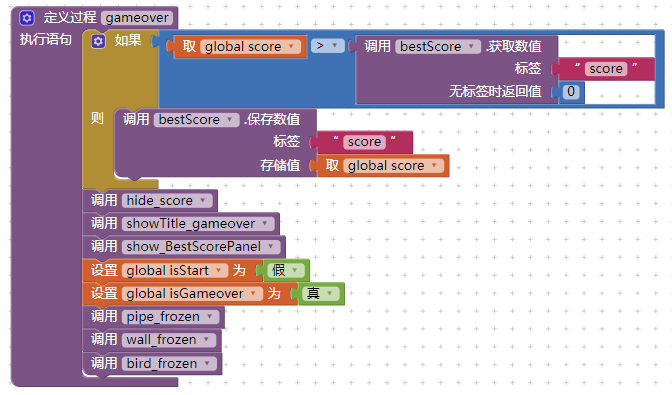 定义过程 gameover
执行语句 如果 取 global score > 调用 bestScore .获取数值
标签 “ score ”
无标签时返回值 0
则 调用 bestScore .保存数值
标签 “ score “
存储值 取 global score
调用 hide_score
调用 showTitle_gameover
调用 show_BestScorePanel
设置 global isStart 为 假
设置 global isGameover 为 真
调用 pipe_frozen
调用 wall_frozen
调用 bird_frozen